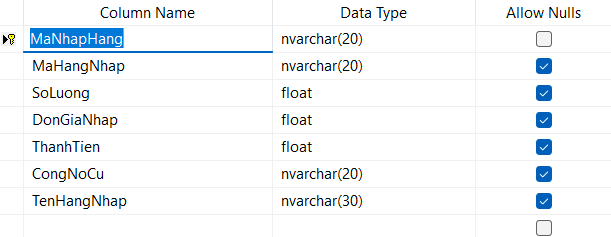 Column Name Data Type Allow Nulls
MaNhapHang nvarchar(20)
MaHangNhap nvarchar(20)
SoLuong float
DonGiaNhap float
ThanhTien float
CongNoCu nvarchar(20)
TenHangNhap nvarchar(30)